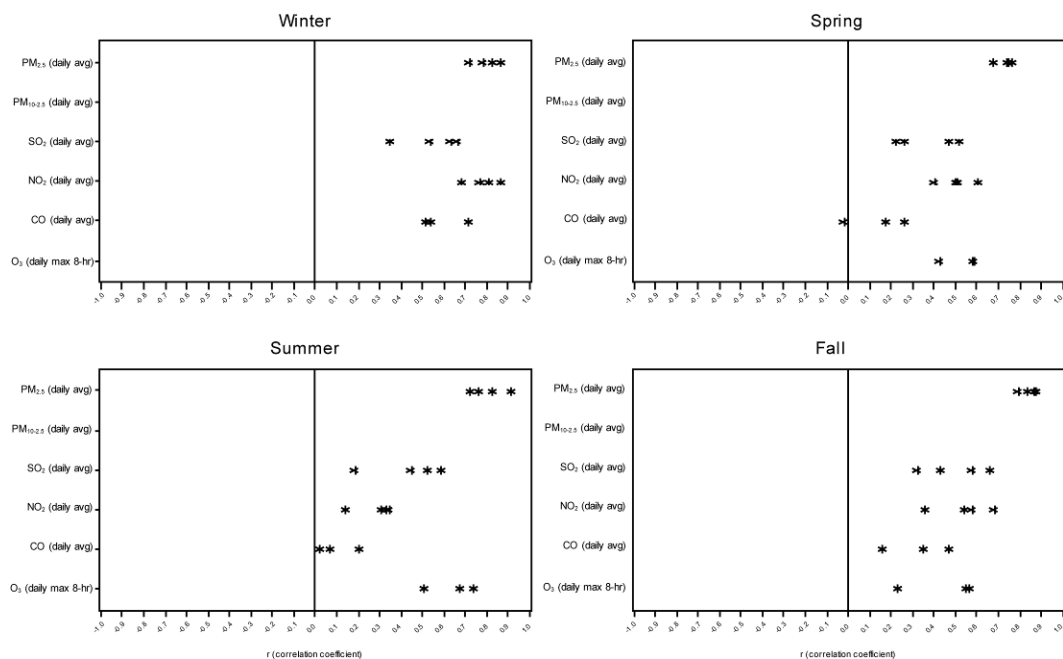 Winter
PM2.5 (daily avg)
PM10-2.5 (daily avg)
SO2 (daily avg)
NO2 (daily avg)
CO (daily avg)
O3 (daily max 8-hr)
-1.0 -0.9 -0.8 -0.7 -0.6 -0.5 -0.4 -0.3 -0.2 -0.1 0.0 0.1 0.2 0.3 0.4 0.5 0.6 0.7 0.8 0.9 1.0
Spring
PM2.5 (daily avg)
PM10-2.5 (daily avg)
SO2 (daily avg)
NO2 (daily avg)
CO (daily avg)
O3 (daily max 8-hr)
-1.0 -0.9 -0.8 -0.7 -0.6 -0.5 -0.4 -0.3 -0.2 -0.1 0.0 0.1 0.2 0.3 0.4 0.5 0.6 0.7 0.8 0.9 1.0
Summer
PM2.5 (daily avg)
PM10-2.5 (daily avg)
SO2 (daily avg)
NO2 (daily avg)
CO (daily avg)
O3 (daily max 8-hr)
-1.0 -0.9 -0.8 -0.7 -0.6 -0.5 -0.4 -0.3 -0.2 -0.1 0.0 0.1 0.2 0.3 0.4 0.5 0.6 0.7 0.8 0.9 1.0
r (correlation coefficient)
Fall
PM2.5 (daily avg)
PM10-2.5 (daily avg)
SO2 (daily avg)
NO2 (daily avg)
CO (daily avg)
O3 (daily max 8-hr)
-1.0 -0.9 -0.8 -0.7 -0.6 -0.5 -0.4 -0.3 -0.2 -0.1 0.0 0.1 0.2 0.3 0.4 0.5 0.6 0.7 0.8 0.9 1.0
r (correlation coefficient)